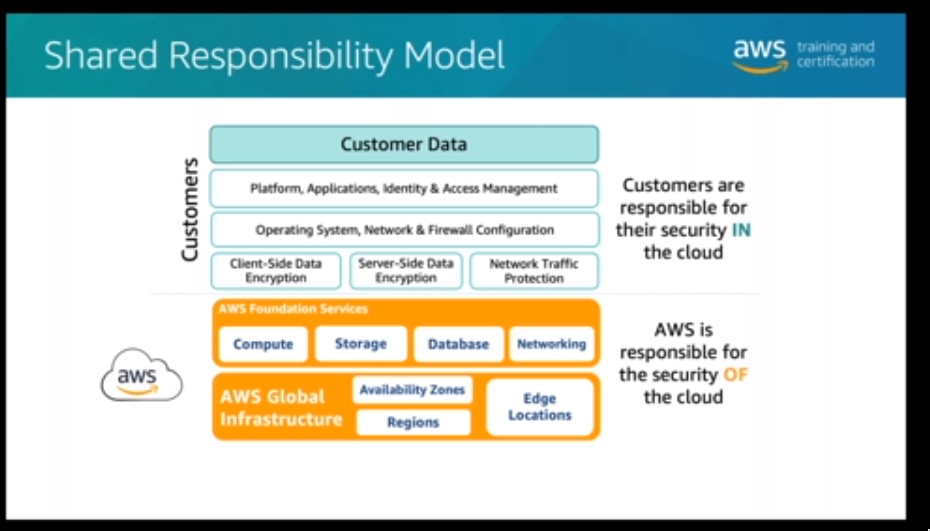 Shared Responsibility Model
aws training and
certification
Customers
Customer Data
Platform, Applications, Identity & Access Management
Operating System, Network & Firewall Configuration
Client-Side Data
Encryption
Server-Side Data
Encryption
Network Traffic
Protection
Customers are
responsible for
their security IN
the cloud
aws
AWS Foundation Services
Compute
Storage
Database
Networking
AWS Global
Infrastructure
Availability Zones
Regions
Edge
Locations
AWS is
responsible for
the security OF
the cloud